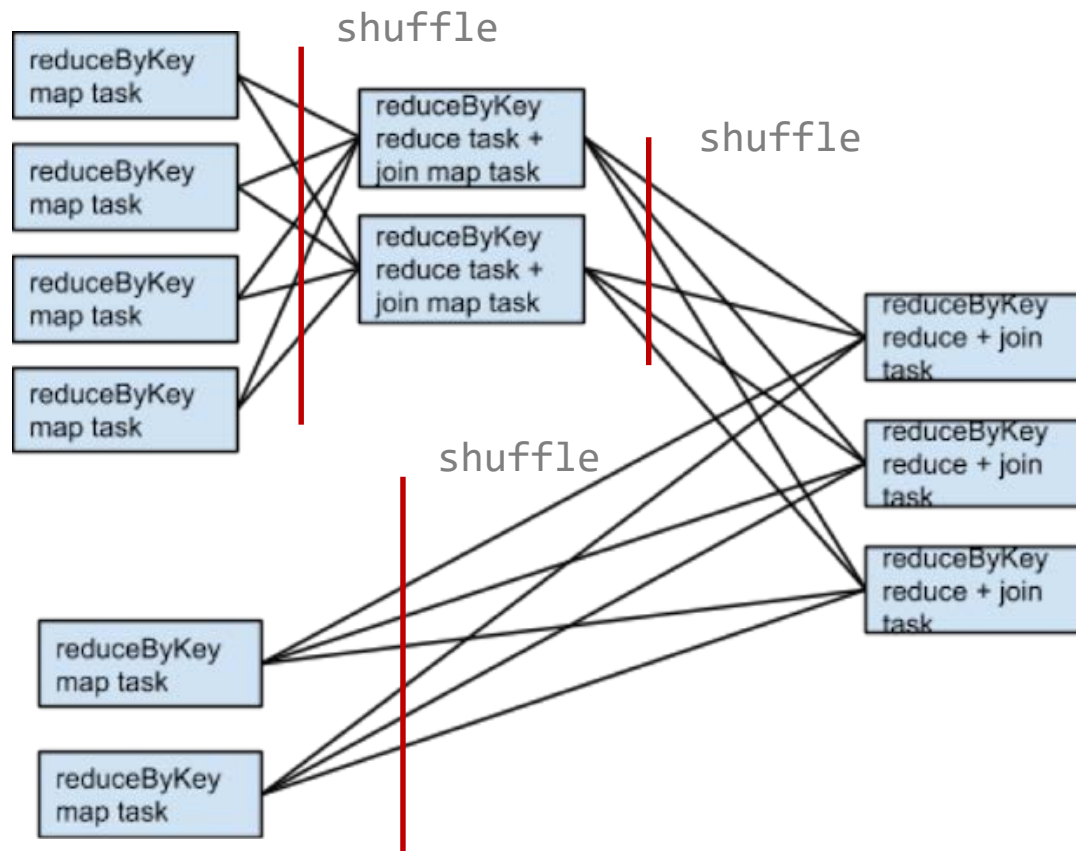 shuffle
reduceByKey
map task
reduceByKey
map task
reduceByKey
map task
reduceByKey
map task
reduceByKey
reduce task +
join map task
reduceByKey
reduce task +
join map task
shuffle
reduceByKey
reduce + join
task
reduceByKey
reduce + join
task
reduceByKey
reduce + join
task
shuffle
reduceByKey
map task
reduceByKey
map task